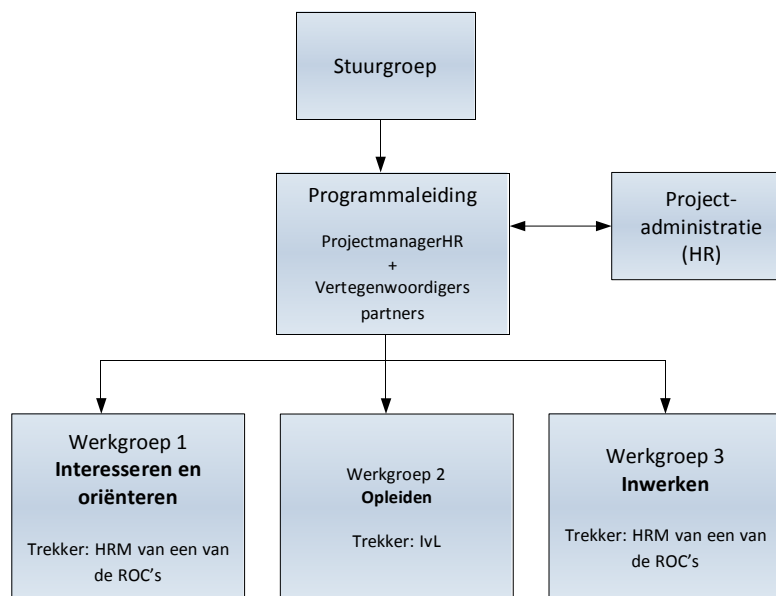 Stuurgroep
Programmaleiding
ProjectmanagerHR
+
Vertegenwoordigers
partners
Project-
administratie
(HR)
Werkgroep 1
Interesseren en
oriënteren
Trekker: HRM van een van
de ROC's
Werkgroep 2
Opleiden
Trekker: IvL
Werkgroep 3
Inwerken
Trekker: HRM van een van
de ROC's